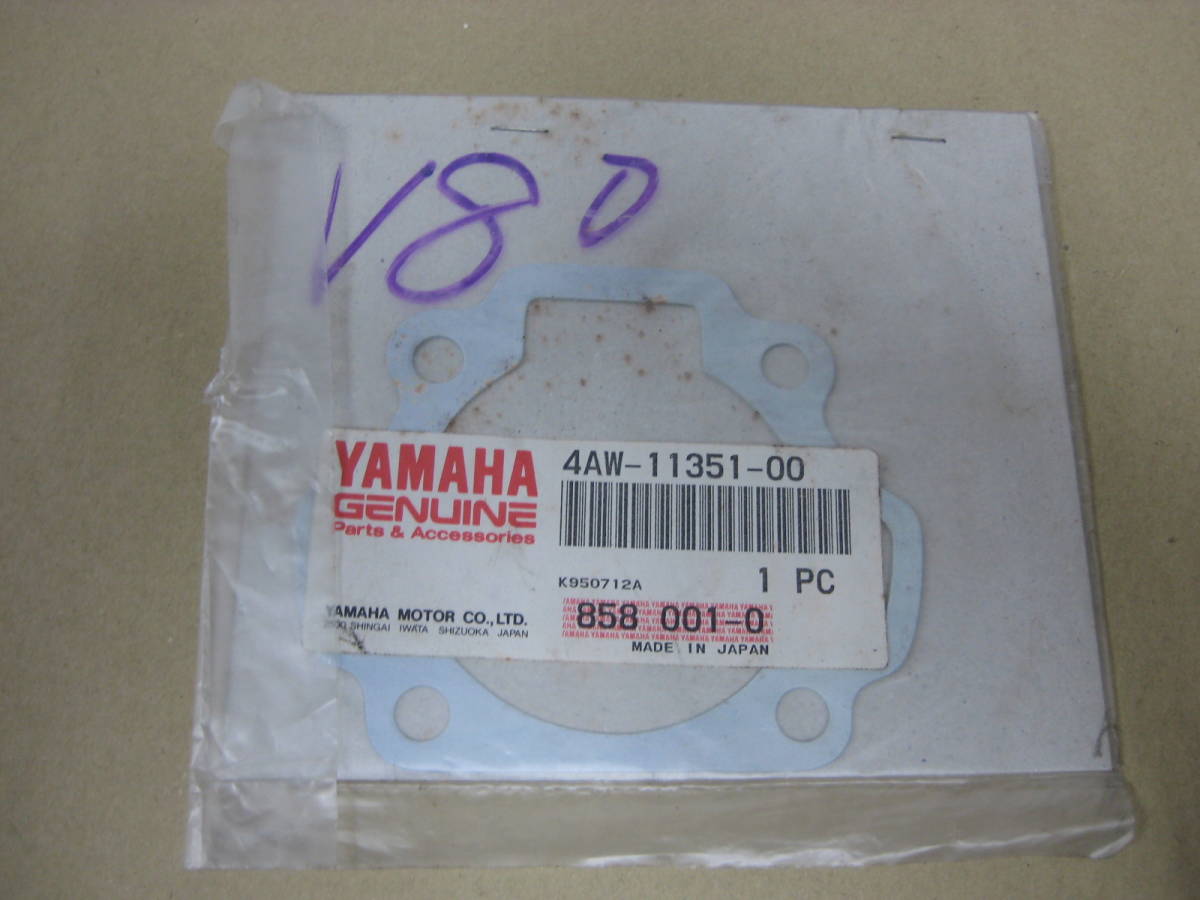 V80
YAMAHA
GENUINE
Parts & Accessories
4AW-11351-00
K950712A
1 PC
YAMAHA MOTOR CO., LTD.
2500 SHINGAI IWATA SHIZUOKA JAPAN
858 001-0
MADE IN JAPAN